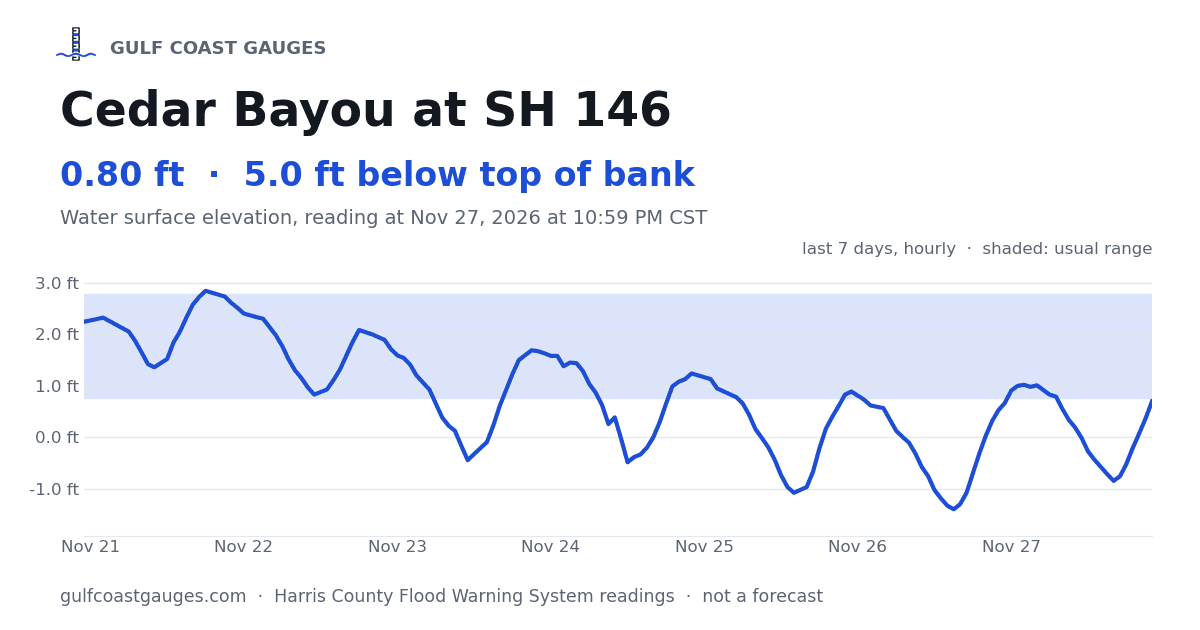 GULF COAST GAUGES
Cedar Bayou at SH 146
0.80 ft · 5.0 ft below top of bank
Water surface elevation, reading at Nov 27, 2026 at 10:59 PM CST
last 7 days, hourly · shaded: usual range
3.0 ft
2.0 ft
1.0 ft
0.0 ft
-1.0 ft
Nov 21 Nov 22 Nov 23 Nov 24 Nov 25 Nov 26 Nov 27
gulfcoastgauges.com · Harris County Flood Warning System readings · not a forecast